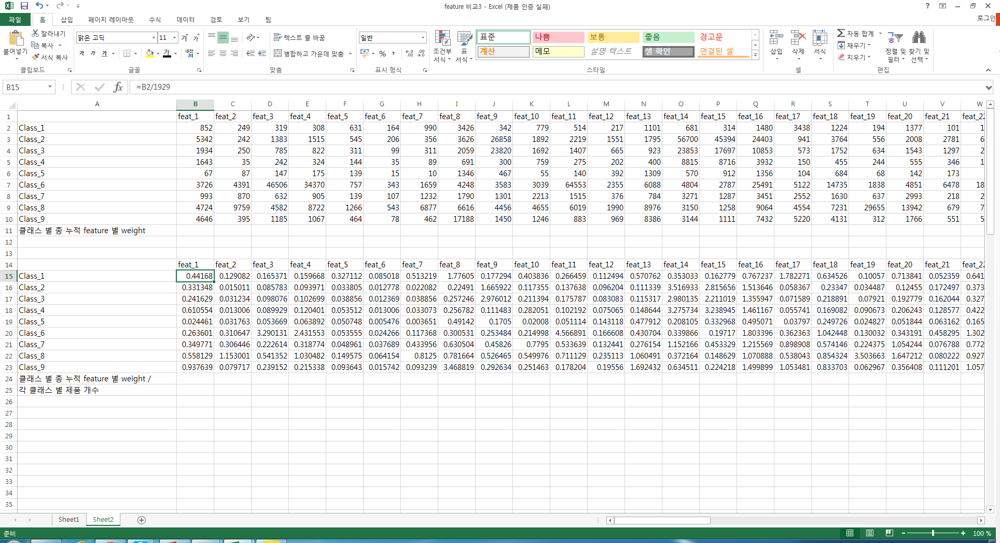 feature 비교3 - Excel (제품 인증 실패)
파일 홈 삽입 페이지 레이아웃 수식 데이터 검토 보기 팀 로그인
붙여넣기 잘라내기 복사 서식 복사 클립보드
맑은 고딕 11 가 가 가 가 가 가 내천 글꼴
텍스트 줄 바꿈 병합하고 가운데 맞춤 맞춤
일반 % 표시 형식
조건부 서식 표 서식 표준 나쁨 보통 좋음 경고문
계산 메모 설명 텍스트 셀 확인 연결된 셀 스타일
삽입 삭제 서식 셀
자동 합계 채우기 지우기 정렬 및 필터 찾기 및 선택 편집
B15 fx =B2/1929
A B C D E F G H I J K L M N O P Q R S T U V W
1 feat_1 feat_2 feat_3 feat_4 feat_5 feat_6 feat_7 feat_8 feat_9 feat_10 feat_11 feat_12 feat_13 feat_14 feat_15 feat_16 feat_17 feat_18 feat_19 feat_20 feat_21 feat_22
2 Class_1 852 249 319 308 631 164 990 3426 342 779 514 217 1101 681 314 1480 3438 1224 194 1377 101 1
3 Class_2 5342 242 1383 1515 545 206 356 3626 26858 1892 2219 1551 1795 56700 45394 24403 941 3764 556 2008 2781 6
4 Class_3 1934 250 785 822 311 99 311 2059 23820 1692 1407 665 923 23853 17697 10853 573 1752 634 1543 1297 2
5 Class_4 1643 35 242 324 144 35 89 691 300 759 275 202 400 8815 8716 3932 150 455 244 555 346 1
6 Class_5 67 87 147 175 139 15 10 1346 467 55 140 392 1309 570 912 1356 104 684 68 142 173
7 Class_6 3726 4391 46506 34370 757 343 1659 4248 3583 3039 64553 2355 6088 4804 2787 25491 5122 14735 1838 4851 6478 18
8 Class_7 993 870 632 905 139 107 1232 1790 1301 2213 1515 376 784 3271 1287 3451 2552 1630 637 2993 218 2
9 Class_8 4724 9759 4582 8722 1266 543 6877 6616 4456 4655 6019 1990 8976 3150 1258 9064 4554 7231 29655 13942 679 7
10 Class_9 4646 395 1185 1067 464 78 462 17188 1450 1246 883 969 8386 3144 1111 7432 5220 4131 312 1766 551 5
11 클래스 별 총 누적 feature 별 weight
12
13
14 feat_1 feat_2 feat_3 feat_4 feat_5 feat_6 feat_7 feat_8 feat_9 feat_10 feat_11 feat_12 feat_13 feat_14 feat_15 feat_16 feat_17 feat_18 feat_19 feat_20 feat_21 feat_22
15 Class_1 0.44168 0.129082 0.165371 0.159668 0.327112 0.085018 0.513219 1.77605 0.177294 0.403836 0.266459 0.112494 0.570762 0.353033 0.162779 0.767237 1.782271 0.634526 0.10057 0.713841 0.052359 0.641
16 Class_2 0.331348 0.015011 0.085783 0.093971 0.033805 0.012778 0.022082 0.22491 1.665922 0.117355 0.137638 0.096204 0.111339 3.516933 2.815656 1.513646 0.058367 0.23347 0.034487 0.12455 0.172497 0.373
17 Class_3 0.241629 0.031234 0.098076 0.102699 0.038856 0.012369 0.038856 0.257246 2.976012 0.211394 0.175787 0.083083 0.115317 2.980135 2.211019 1.355947 0.071589 0.218891 0.07921 0.192779 0.162044 0.327
18 Class_4 0.610554 0.013006 0.089929 0.120401 0.053512 0.013006 0.033073 0.256782 0.111483 0.282051 0.102192 0.075065 0.148644 3.275734 3.238945 1.461167 0.055741 0.169082 0.090673 0.206243 0.128577 0.422
19 Class_5 0.024461 0.031763 0.053669 0.063892 0.050748 0.005476 0.003651 0.49142 0.1705 0.02008 0.051114 0.143118 0.477912 0.208105 0.332968 0.495071 0.03797 0.249726 0.024827 0.051844 0.063162 0.165
20 Class_6 0.263601 0.310647 3.290131 2.431553 0.053555 0.024266 0.117368 0.300531 0.253484 0.214998 4.566891 0.166608 0.430704 0.339866 0.19717 1.803396 0.362363 1.042448 0.130032 0.343191 0.458295 1.302
21 Class_7 0.349771 0.306446 0.222614 0.318774 0.048961 0.037689 0.433956 0.630504 0.45826 0.7795 0.533639 0.132441 0.276154 1.152166 0.453329 1.215569 0.898908 0.574146 0.224375 1.054244 0.076788 0.772
22 Class_8 0.558129 1.153001 0.541352 1.030482 0.149575 0.064154 0.8125 0.781664 0.526465 0.549976 0.711129 0.235113 1.060491 0.372164 0.148629 1.070888 0.538043 0.854324 3.503663 1.647212 0.080222 0.927
23 Class_9 0.937639 0.079717 0.239152 0.215338 0.093643 0.015742 0.093239 3.468819 0.292634 0.251463 0.178204 0.19556 1.692432 0.634511 0.224218 1.499899 1.053481 0.833703 0.062967 0.356408 0.111201 1.057
24 클래스 별 총 누적 feature 별 weight /
25 각 클래스 별 제품 개수
26
27
28
29
30
31
32
33
34
35
Sheet1 Sheet2
준비 100 %